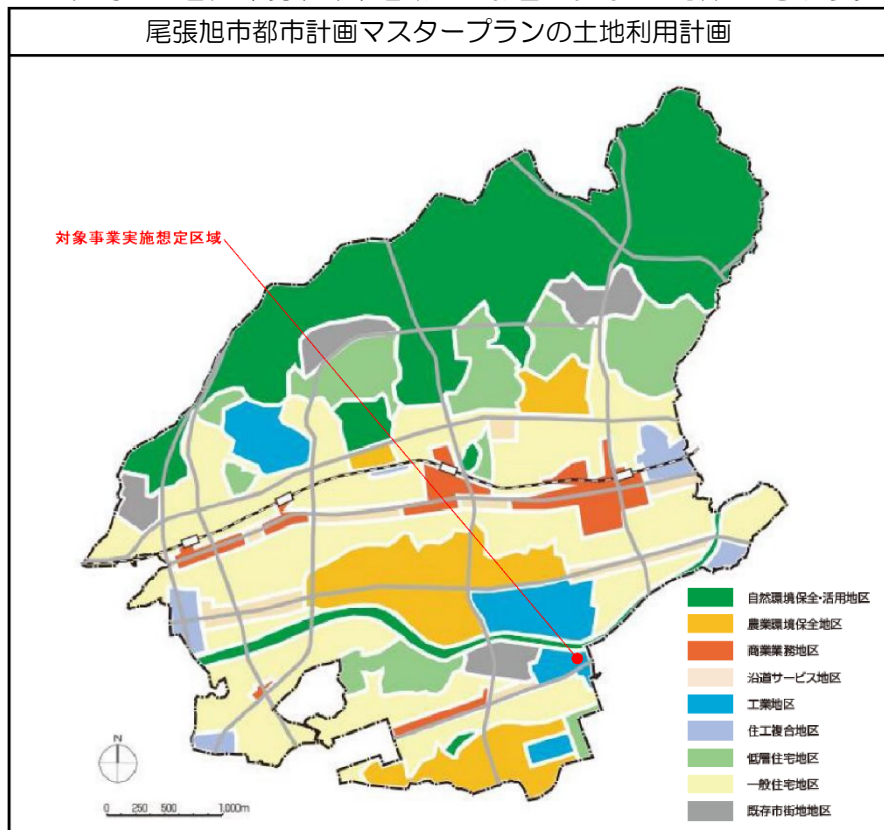 尾張旭市都市計画マスタープランの土地利用計画
対象事業実施想定区域
自然環境保全・活用地区
農業環境保全地区
商業業務地区
沿道サービス地区
工業地区
住工複合地区
低層住宅地区
一般住宅地区
既存市街地地区
N
0 250 500 1,000m